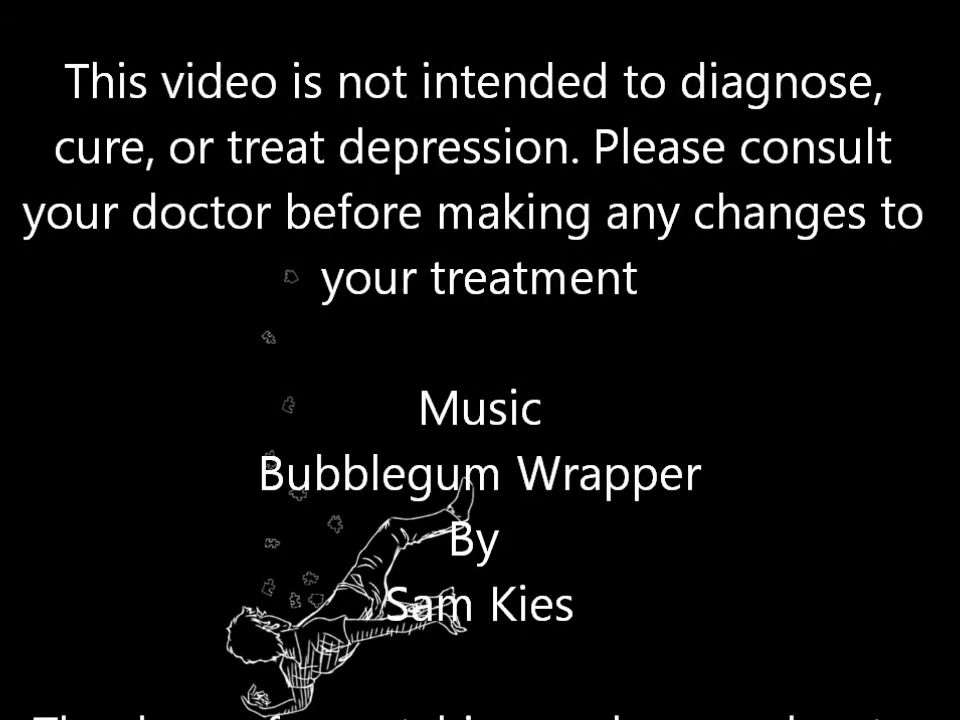 This video is not intended to diagnose,
cure, or treat depression. Please consult
your doctor before making any changes to
your treatment
Music
Bubblegum Wrapper
By
Sam Kies